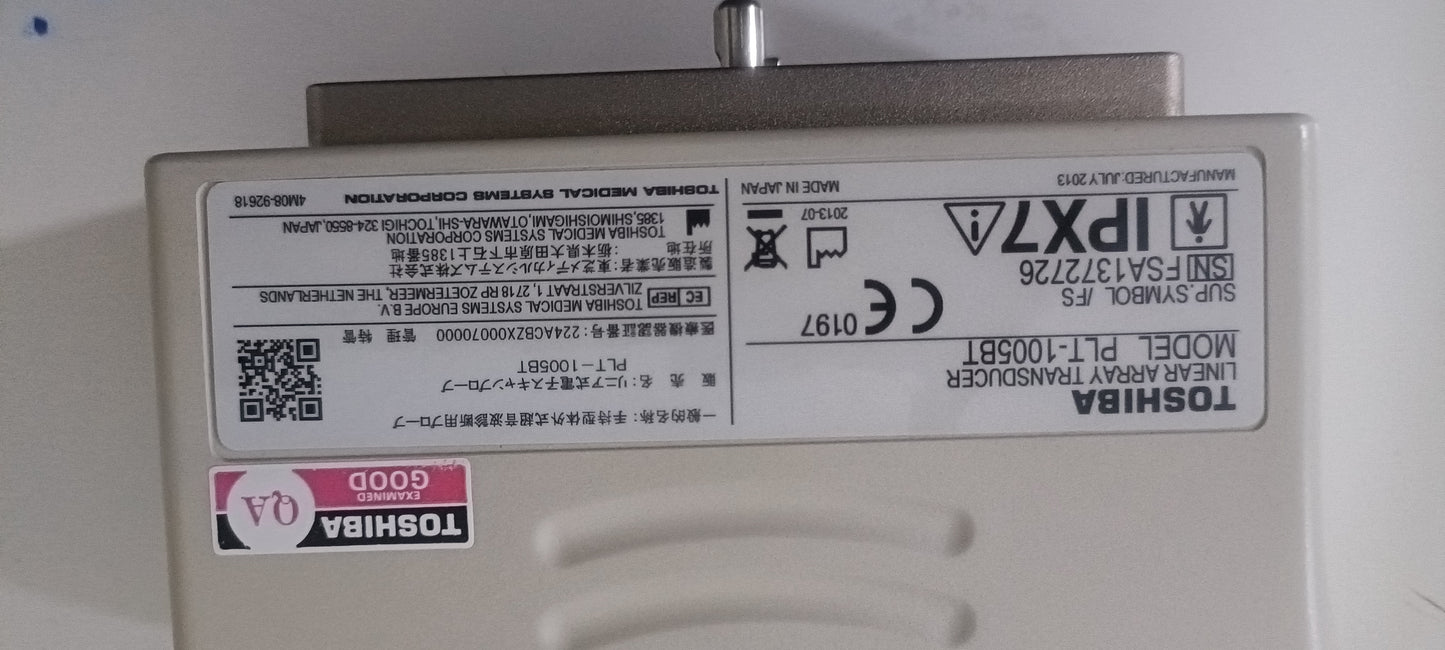 TOSHIBA
LINEAR ARRAY TRANSDUCER
MODEL PLT-1005BT
CE 0197
SUP.SYMBOL /FS
SN FSA1372726
IPX7
2013-07
MANUFACTURED:JULY 2013
MADE IN JAPAN
一般的名称：手持型体外式超音波診断用プローブ
販売名：リニア式電子スキャンプローブ
PLT-1005BT
医療機器認証番号：224ACBZX00070000 管理 特管
EC REP
TOSHIBA MEDICAL SYSTEMS EUROPE B.V.
ZILVERSTRAAT 1, 2718 RP ZOETERMEER, THE NETHERLANDS
製造販売業者：東芝メディカルシステムズ株式会社
所在地：栃木県大田原市下石上1385番地
TOSHIBA MEDICAL SYSTEMS CORPORATION
1385,SHIMOISHIGAMI,OTAWARA-SHI,TOCHIGI 324-8550,JAPAN
TOSHIBA MEDICAL SYSTEMS CORPORATION 4M08-92618
TOSHIBA
EXAMINED
GOOD
QA